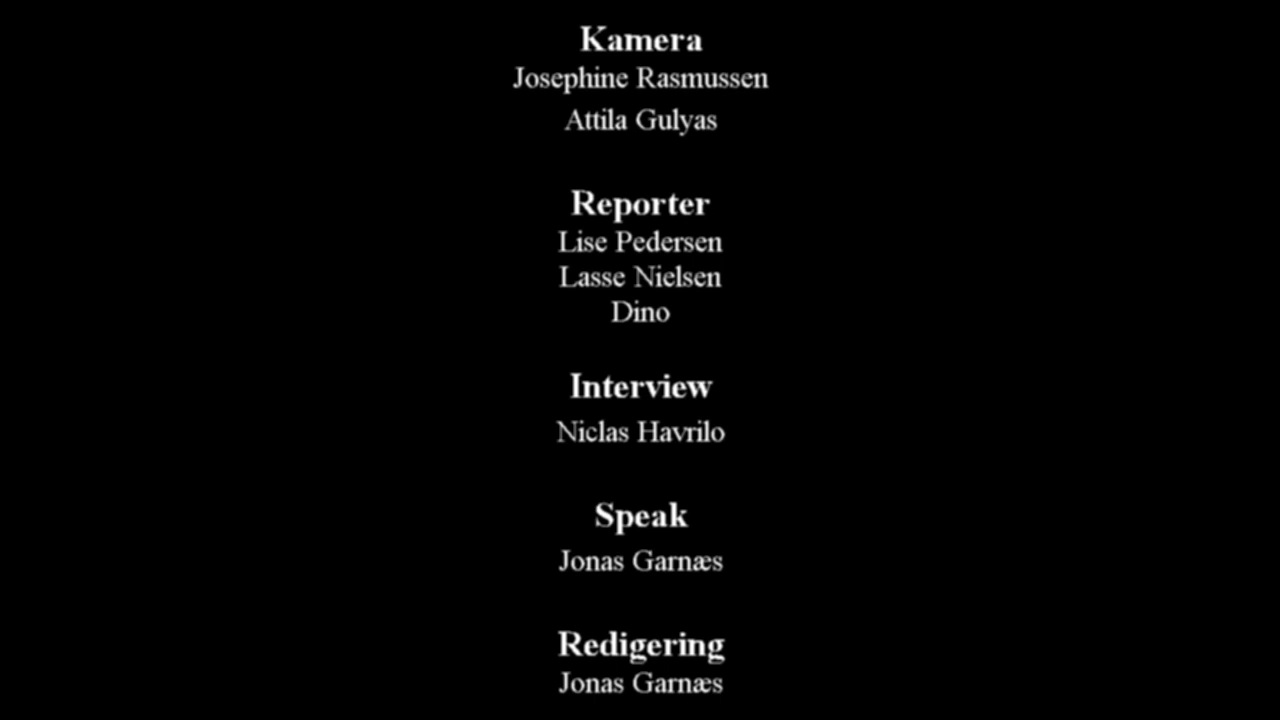 Kamera
Josephine Rasmussen
Attila Gulyas
Reporter
Lise Pedersen
Lasse Nielsen
Dino
Interview
Niclas Havrilo
Speak
Jonas Garnæs
Redigering
Jonas Garnæs